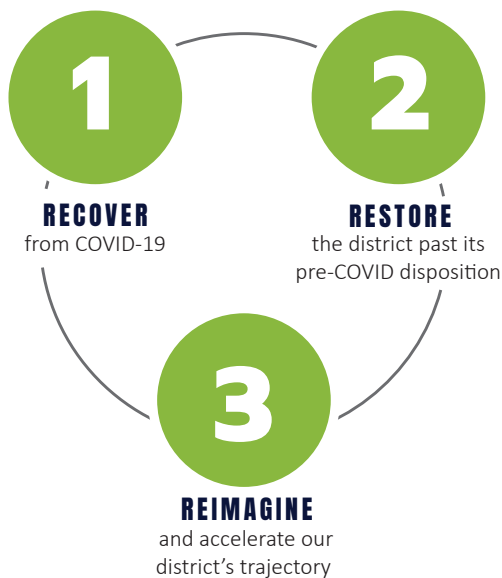 1
RECOVER
from COVID-19
2
RESTORE
the district past its
pre-COVID disposition
3
REIMAGINE
and accelerate our
district’s trajectory